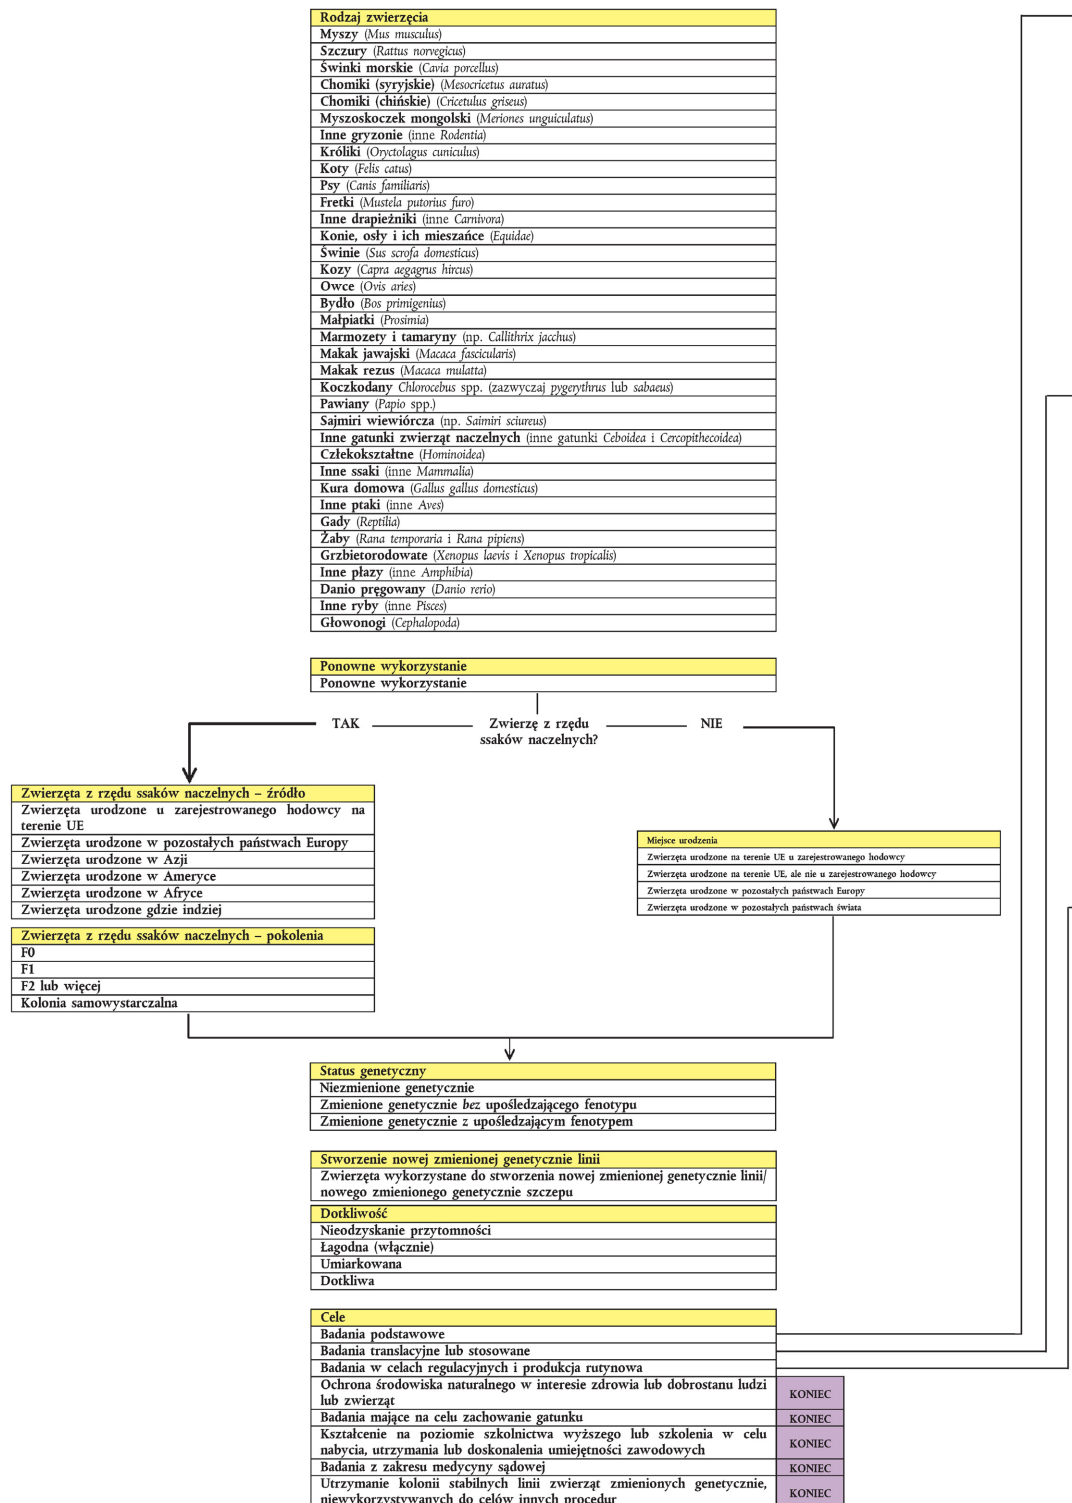 Rodzaj zwierzęcia
Myszy (Mus musculus)
Szczury (Rattus norvegicus)
Świnki morskie (Cavia porcellus)
Chomiki (syryjskie) (Mesocricetus auratus)
Chomiki (chińskie) (Cricetulus griseus)
Myszoskoczek mongolski (Meriones unguiculatus)
Inne gryzonie (inne Rodentia)
Króliki (Oryctolagus cuniculus)
Koty (Felis catus)
Psy (Canis familiaris)
Fretki (Mustela putorius furo)
Inne drapieżniki (inne Carnivora)
Konie, osły i ich mieszańce (Equidae)
Świnie (Sus scrofa domesticus)
Kozy (Capra aegagrus hircus)
Owce (Ovis aries)
Bydło (Bos primigenius)
Małpiatki (Prosimia)
Marmozety i tamaryny (np. Callithrix jacchus)
Makak jawajski (Macaca fascicularis)
Makak rezus (Macaca mulatta)
Koczkodany Chlorocebus spp. (zazwyczaj pygerythrus lub sabaeus)
Pawiany (Papio spp.)
Sajmiri wiewiórcza (np. Saimiri sciureus)
Inne gatunki zwierząt naczelnych (inne gatunki Ceboidea i Cercopithecoidea)
Człekokształtne (Hominoidea)
Inne ssaki (inne Mammalia)
Kura domowa (Gallus gallus domesticus)
Inne ptaki (inne Aves)
Gady (Reptilia)
Żaby (Rana temporaria i Rana pipiens)
Grzbietorodowate (Xenopus laevis i Xenopus tropicalis)
Inne płazy (inne Amphibia)
Danio pręgowany (Danio rerio)
Inne ryby (inne Pisces)
Głowonogi (Cephalopoda)
Ponowne wykorzystanie
Ponowne wykorzystanie
TAK
Zwierzę z rzędu
ssaków naczelnych?
NIE
Zwierzęta z rzędu ssaków naczelnych – źródło
Zwierzęta urodzone u zarejestrowanego hodowcy na
terenie UE
Zwierzęta urodzone w pozostałych państwach Europy
Zwierzęta urodzone w Azji
Zwierzęta urodzone w Ameryce
Zwierzęta urodzone w Afryce
Zwierzęta urodzone gdzie indziej
Miejsce urodzenia
Zwierzęta urodzone na terenie UE u zarejestrowanego hodowcy
Zwierzęta urodzone na terenie UE, ale nie u zarejestrowanego hodowcy
Zwierzęta urodzone w pozostałych państwach Europy
Zwierzęta urodzone w pozostałych państwach świata
Zwierzęta z rzędu ssaków naczelnych – pokolenia
F0
F1
F2 lub więcej
Kolonia samowystarczalna
Status genetyczny
Niezmienione genetycznie
Zmienione genetycznie bez upośledzającego fenotypu
Zmienione genetycznie z upośledzającym fenotypem
Stworzenie nowej zmienionej genetycznie linii
Zwierzęta wykorzystane do stworzenia nowej zmienionej genetycznie linii/
nowego zmienionego genetycznie szczepu
Dotkliwość
Nieodzyskanie przytomności
Łagodna (włącznie)
Umiarkowana
Dotkliwa
Cele
Badania podstawowe
Badania translacyjne lub stosowane
Badania w celach regulacyjnych i produkcja rutynowa
Ochrona środowiska naturalnego w interesie zdrowia lub dobrostanu ludzi
lub zwierząt
KONIEC
Badania mające na celu zachowanie gatunku
KONIEC
Kształcenie na poziomie szkolnictwa wyższego lub szkolenia w celu
nabycia, utrzymania lub doskonalenia umiejętności zawodowych
KONIEC
Badania z zakresu medycyny sądowej
KONIEC
Utrzymanie kolonii stabilnych linii zwierząt zmienionych genetycznie,
niewykorzystywanych do celów innych procedur
KONIEC